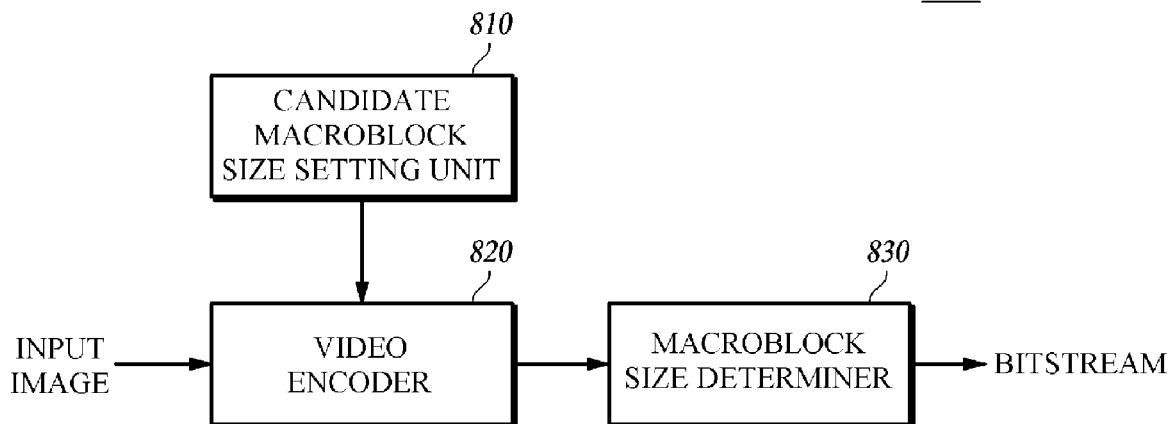 810
CANDIDATE
MACROBLOCK
SIZE SETTING UNIT
820
830
INPUT
IMAGE
VIDEO
ENCODER
MACROBLOCK
SIZE DETERMINER
BITSTREAM